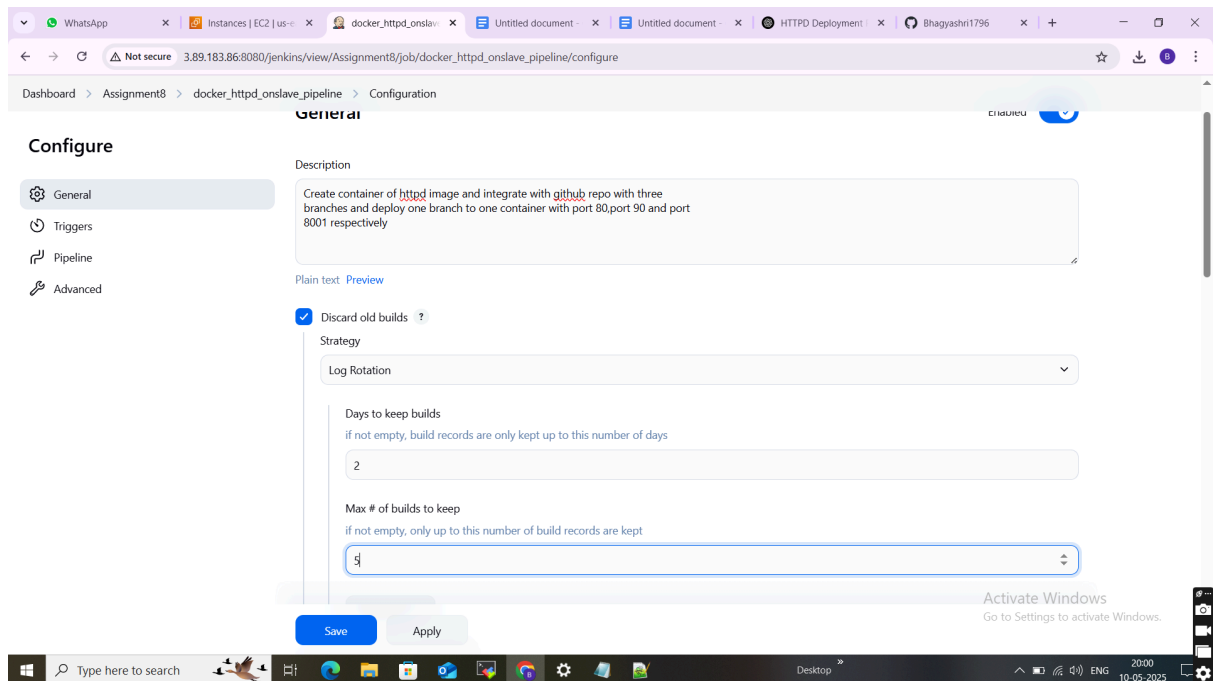 WhatsApp
Instances | EC2 | us-e
docker_httpd_onslave
Untitled document -
Untitled document -
HTTPD Deployment
Bhagyashri1796
Not secure
3.89.183.86:8080/jenkins/view/Assignment8/job/docker_httpd_onslave_pipeline/configure
B
Dashboard > Assignment8 > docker_httpd_onslave_pipeline > Configuration
General
Enabled
Configure
General
Triggers
Pipeline
Advanced
Description
Create container of httpd image and integrate with github repo with three
branches and deploy one branch to one container with port 80,port 90 and port
8001 respectively
Plain text Preview
Discard old builds ?
Strategy
Log Rotation
Days to keep builds
if not empty, build records are only kept up to this number of days
2
Max # of builds to keep
if not empty, only up to this number of build records are kept
5
Activate Windows
Go to Settings to activate Windows.
Save
Apply
Type here to search
Desktop
ENG
20:00
10-05-2025